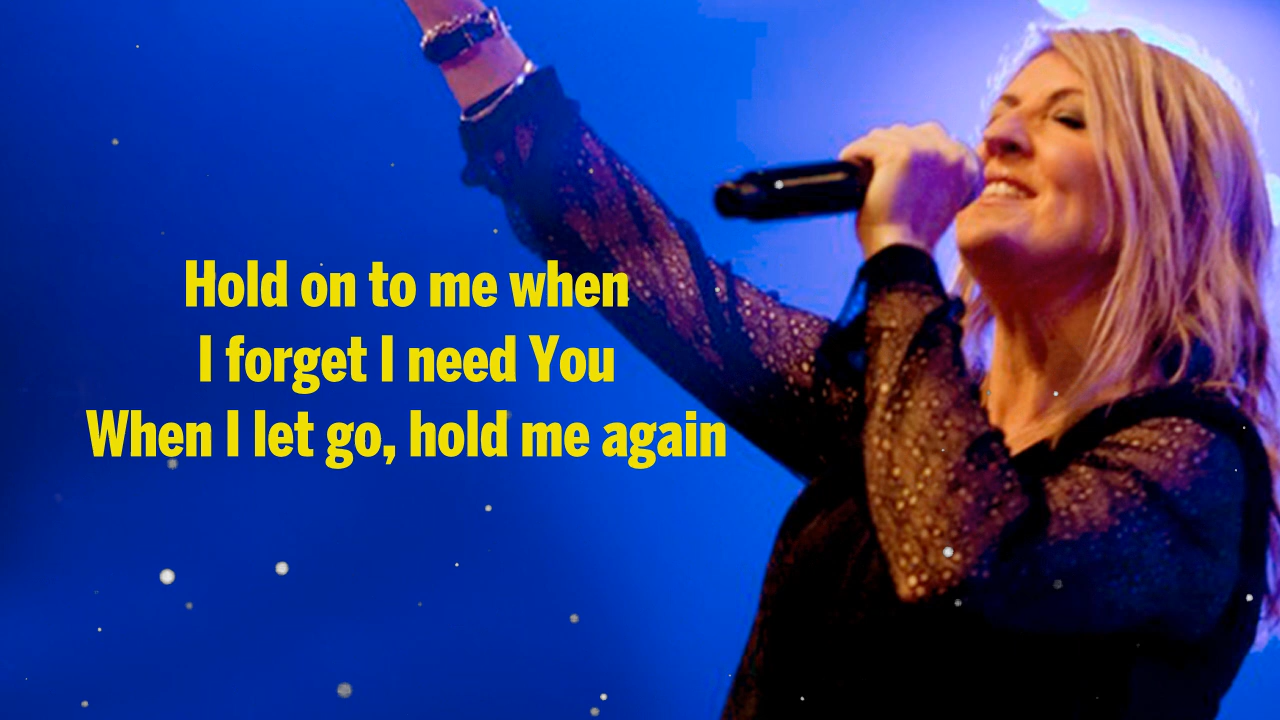 Hold on to me when
I forget I need You
When I let go, hold me again